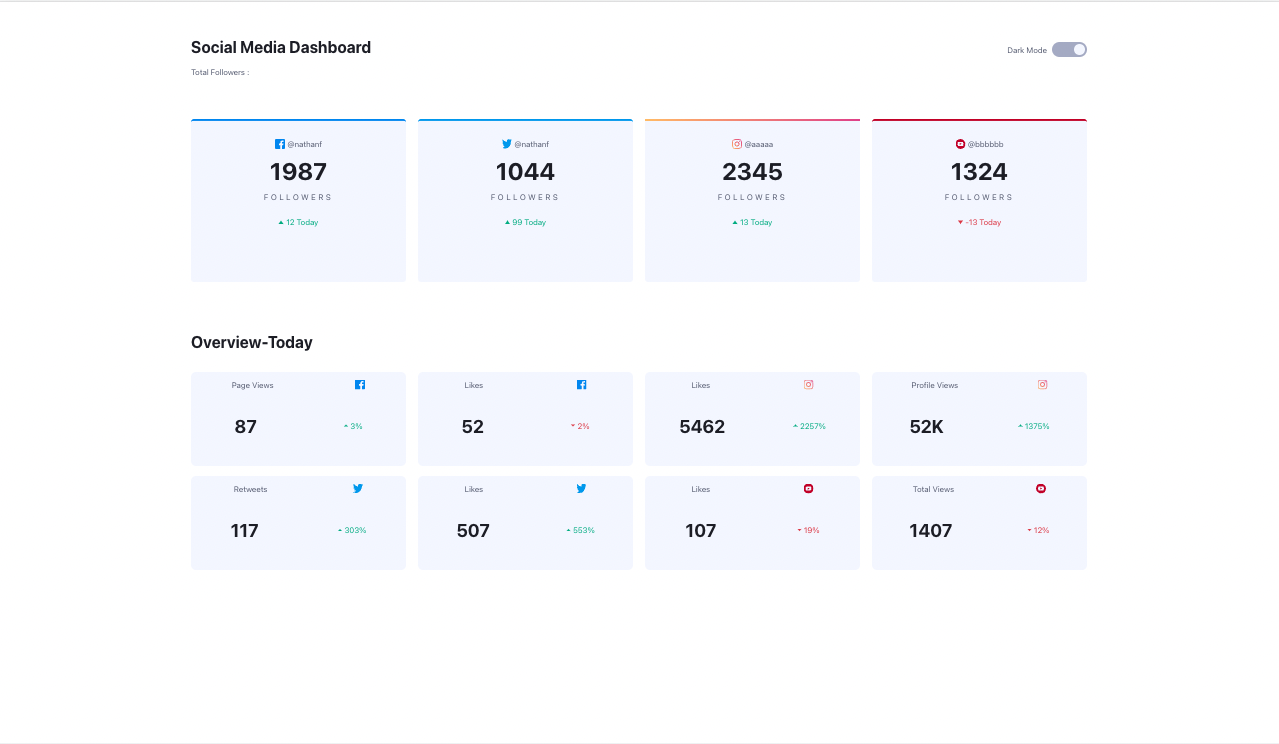 Social Media Dashboard
Dark Mode
Total Followers :
@nathanf
1987
FOLLOWERS
12 Today
@nathanf
1044
FOLLOWERS
99 Today
@aaaaa
2345
FOLLOWERS
13 Today
@bbbbbb
1324
FOLLOWERS
-13 Today
Overview-Today
Page Views
87
3%
Likes
52
2%
Likes
5462
2257%
Profile Views
52K
1375%
Retweets
117
303%
Likes
507
553%
Likes
107
19%
Total Views
1407
12%